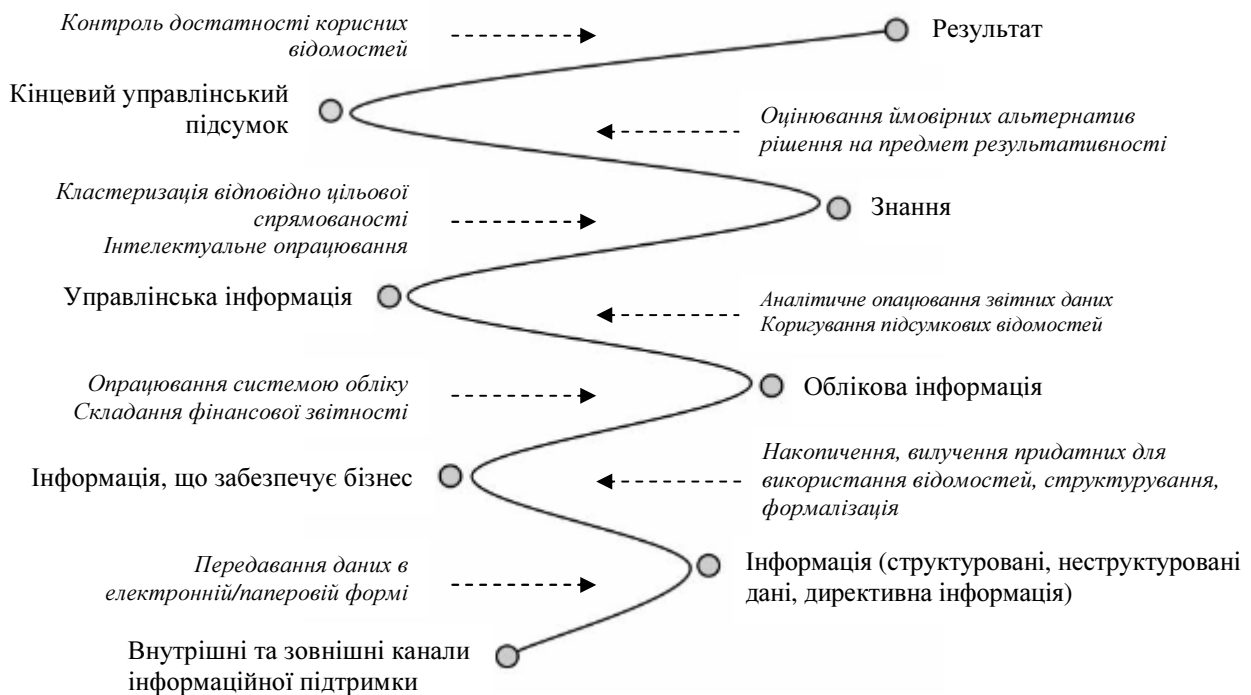 Контроль достатності корисних
відомостей
Результат
Кінцевий управлінський
підсумок
Оцінювання ймовірних альтернатив
рішення на предмет результативності
Кластеризація відповідно цільової
спрямованості
Інтелектуальне опрацювання
Знання
Управлінська інформація
Аналітичне опацювання звітних даних
Коригування підсумкових відомостей
Опрацювання системою обліку
Складання фінансової звітності
Облікова інформація
Інформація, що забезпечує бізнес
Накопичення, вилучення придатних для
використання відомостей, структурування,
формалізація
Передавання даних в
електронній/паперовій формі
Інформація (структуровані, неструктуровані
дані, директивна інформація)
Внутрішні та зовнішні канали
інформаційної підтримки